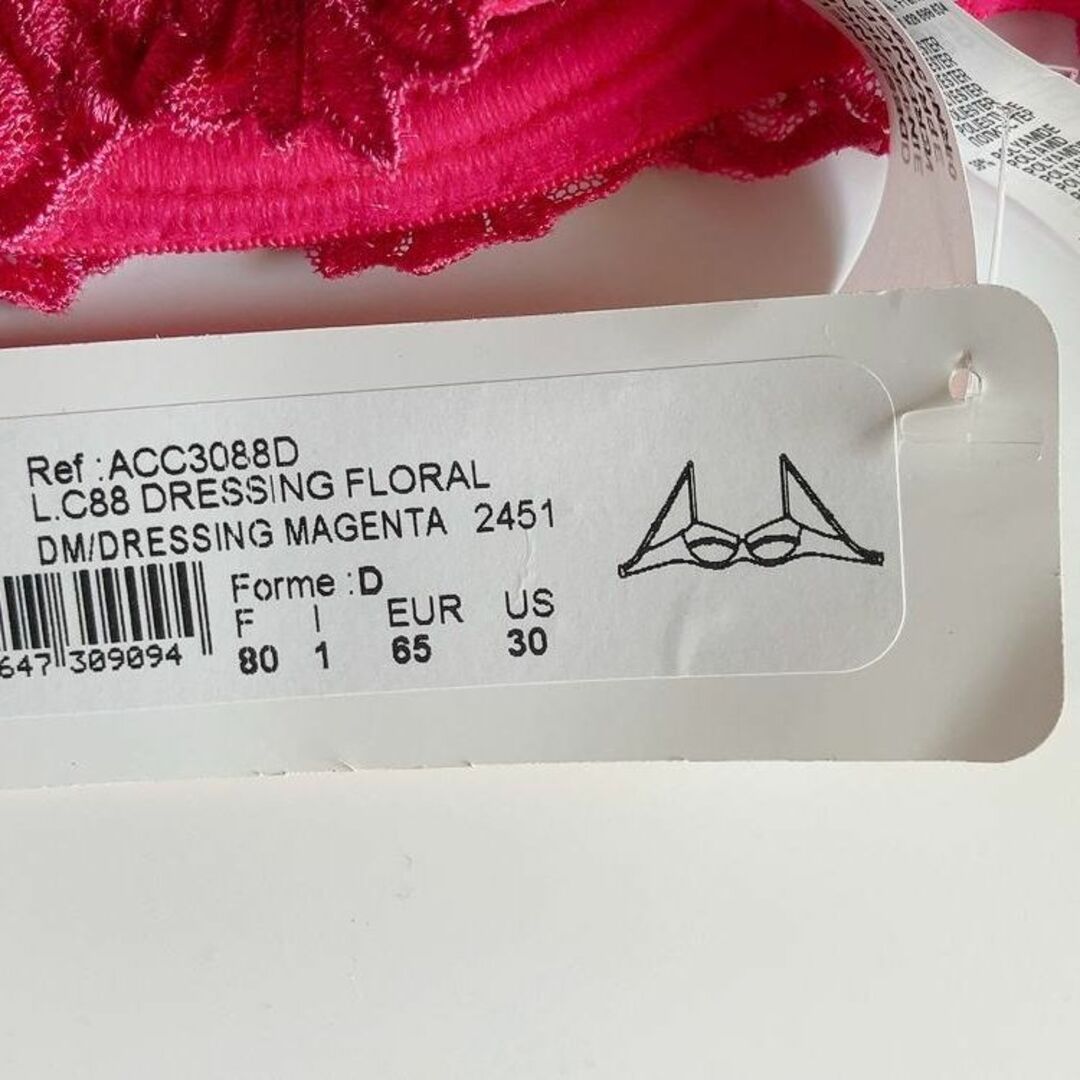 Ref :ACC3088D
L.C88 DRESSING FLORAL
DM/DRESSING MAGENTA 2451
Forme :D
F I EUR US
80 1 65 30
647 309094